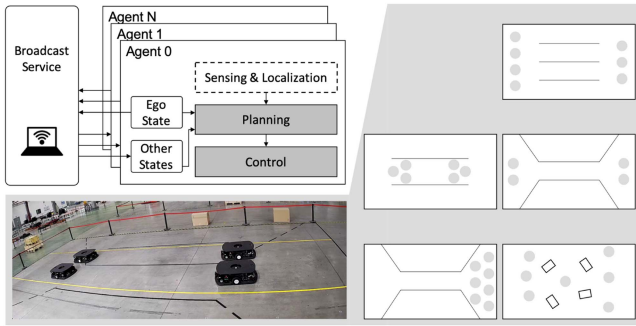 Agent N
Agent 1
Agent 0
Broadcast
Service
Sensing & Localization
Ego
State
Planning
Other
States
Control